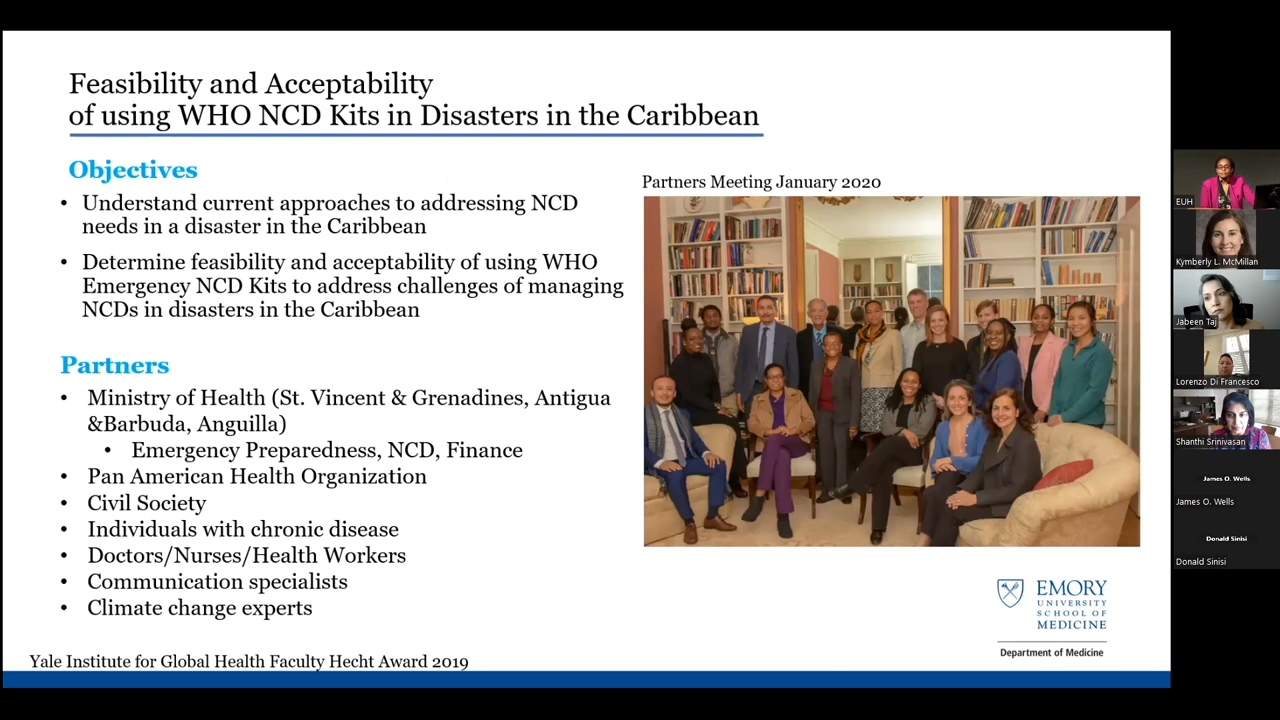 Feasibility and Acceptability
of using WHO NCD Kits in Disasters in the Caribbean
Objectives
• Understand current approaches to addressing NCD
needs in a disaster in the Caribbean
• Determine feasibility and acceptability of using WHO
Emergency NCD Kits to address challenges of managing
NCDs in disasters in the Caribbean
Partners
• Ministry of Health (St. Vincent & Grenadines, Antigua
&Barbuda, Anguilla)
• Emergency Preparedness, NCD, Finance
• Pan American Health Organization
• Civil Society
• Individuals with chronic disease
• Doctors/Nurses/Health Workers
• Communication specialists
• Climate change experts
Yale Institute for Global Health Faculty Hecht Award 2019
Partners Meeting January 2020
EMORY
UNIVERSITY
SCHOOL OF
MEDICINE
Department of Medicine
EUH
Kymberly L. McMillan
Jabeen Taj
Lorenzo Di Francesco
Shanthi Srinivasan
James O. Wells
James O. Wells
Donald Sinisi
Donald Sinisi